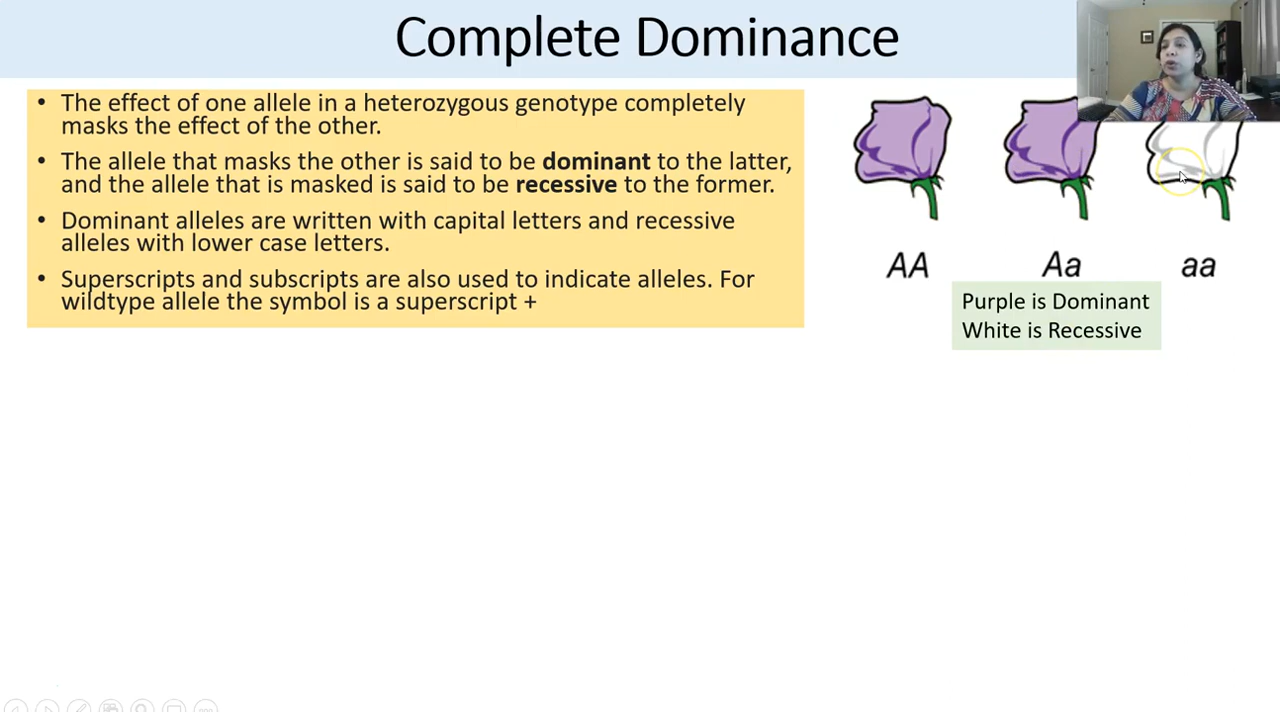 Complete Dominance
• The effect of one allele in a heterozygous genotype completely
masks the effect of the other.
• The allele that masks the other is said to be dominant to the latter,
and the allele that is masked is said to be recessive to the former.
• Dominant alleles are written with capital letters and recessive
alleles with lower case letters.
• Superscripts and subscripts are also used to indicate alleles. For
wildtype allele the symbol is a superscript +
AA
Aa
aa
Purple is Dominant
White is Recessive